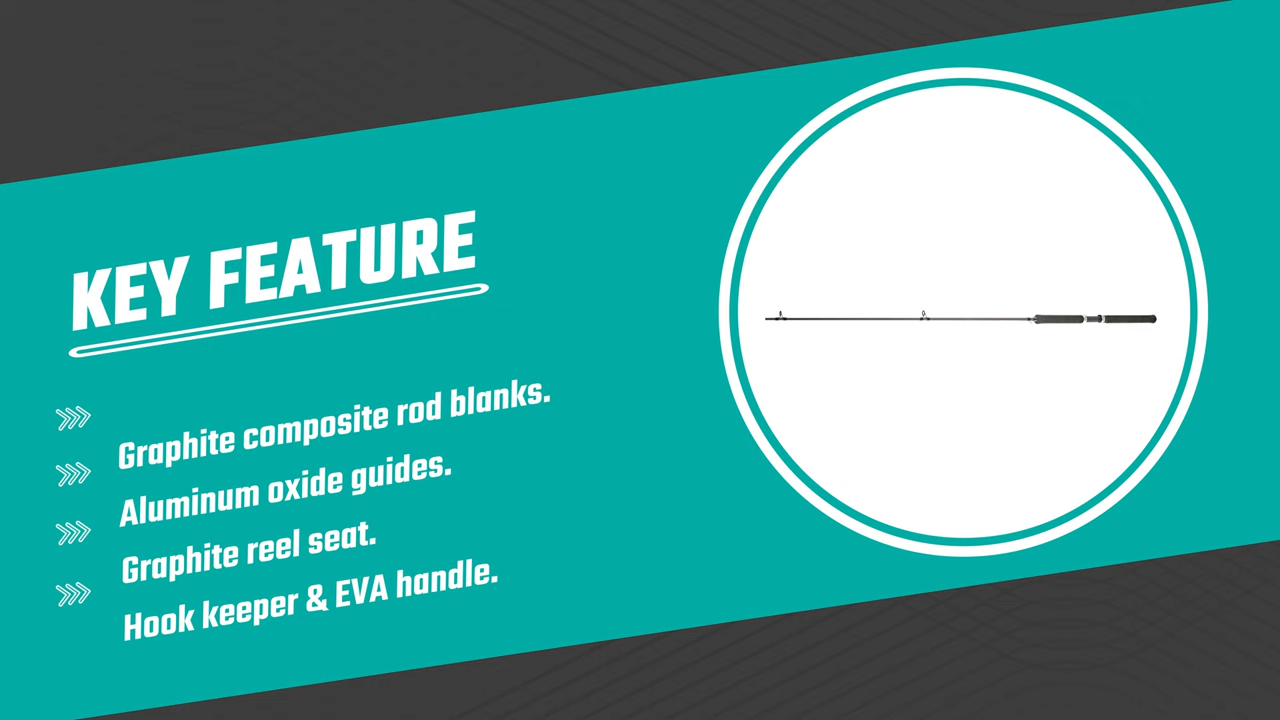 KEY FEATURE
Graphite composite rod blanks.
Aluminum oxide guides.
Graphite reel seat.
Hook keeper & EVA handle.